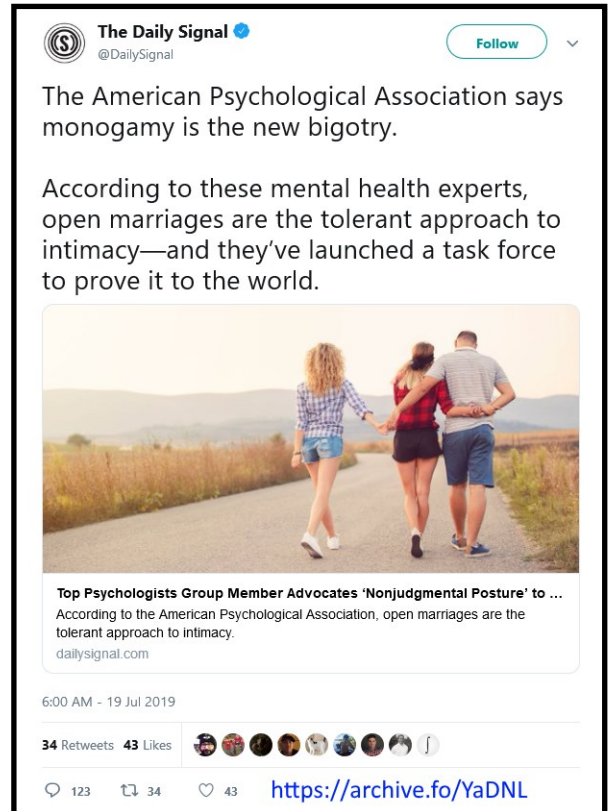 The Daily Signal
@DailySignal
Follow
The American Psychological Association says
monogamy is the new bigotry.
According to these mental health experts,
open marriages are the tolerant approach to
intimacy—and they’ve launched a task force
to prove it to the world.
Top Psychologists Group Member Advocates ‘Nonjudgmental Posture’ to ...
According to the American Psychological Association, open marriages are the
tolerant approach to intimacy.
dailysignal.com
6:00 AM - 19 Jul 2019
34 Retweets 43 Likes
123 34 43 https://archive.fo/YaDNL